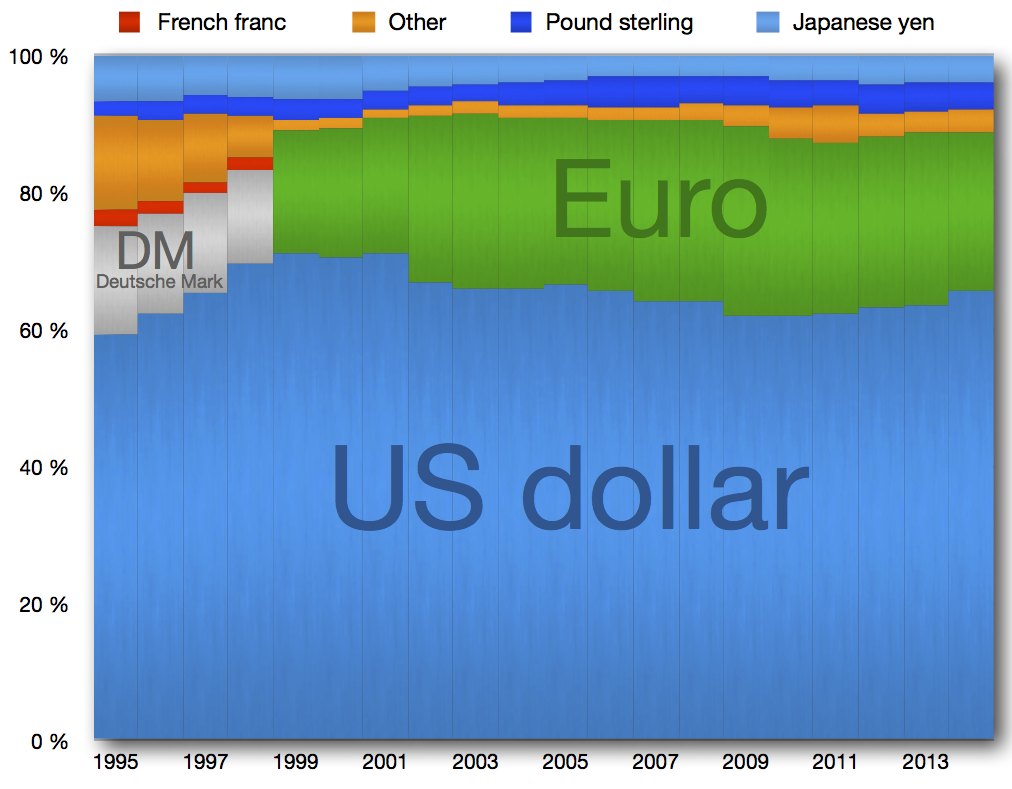 French franc Other Pound sterling Japanese yen
100 %
80 %
60 %
40 %
20 %
0 %
Euro
DM
Deutsche Mark
US dollar
1995 1997 1999 2001 2003 2005 2007 2009 2011 2013